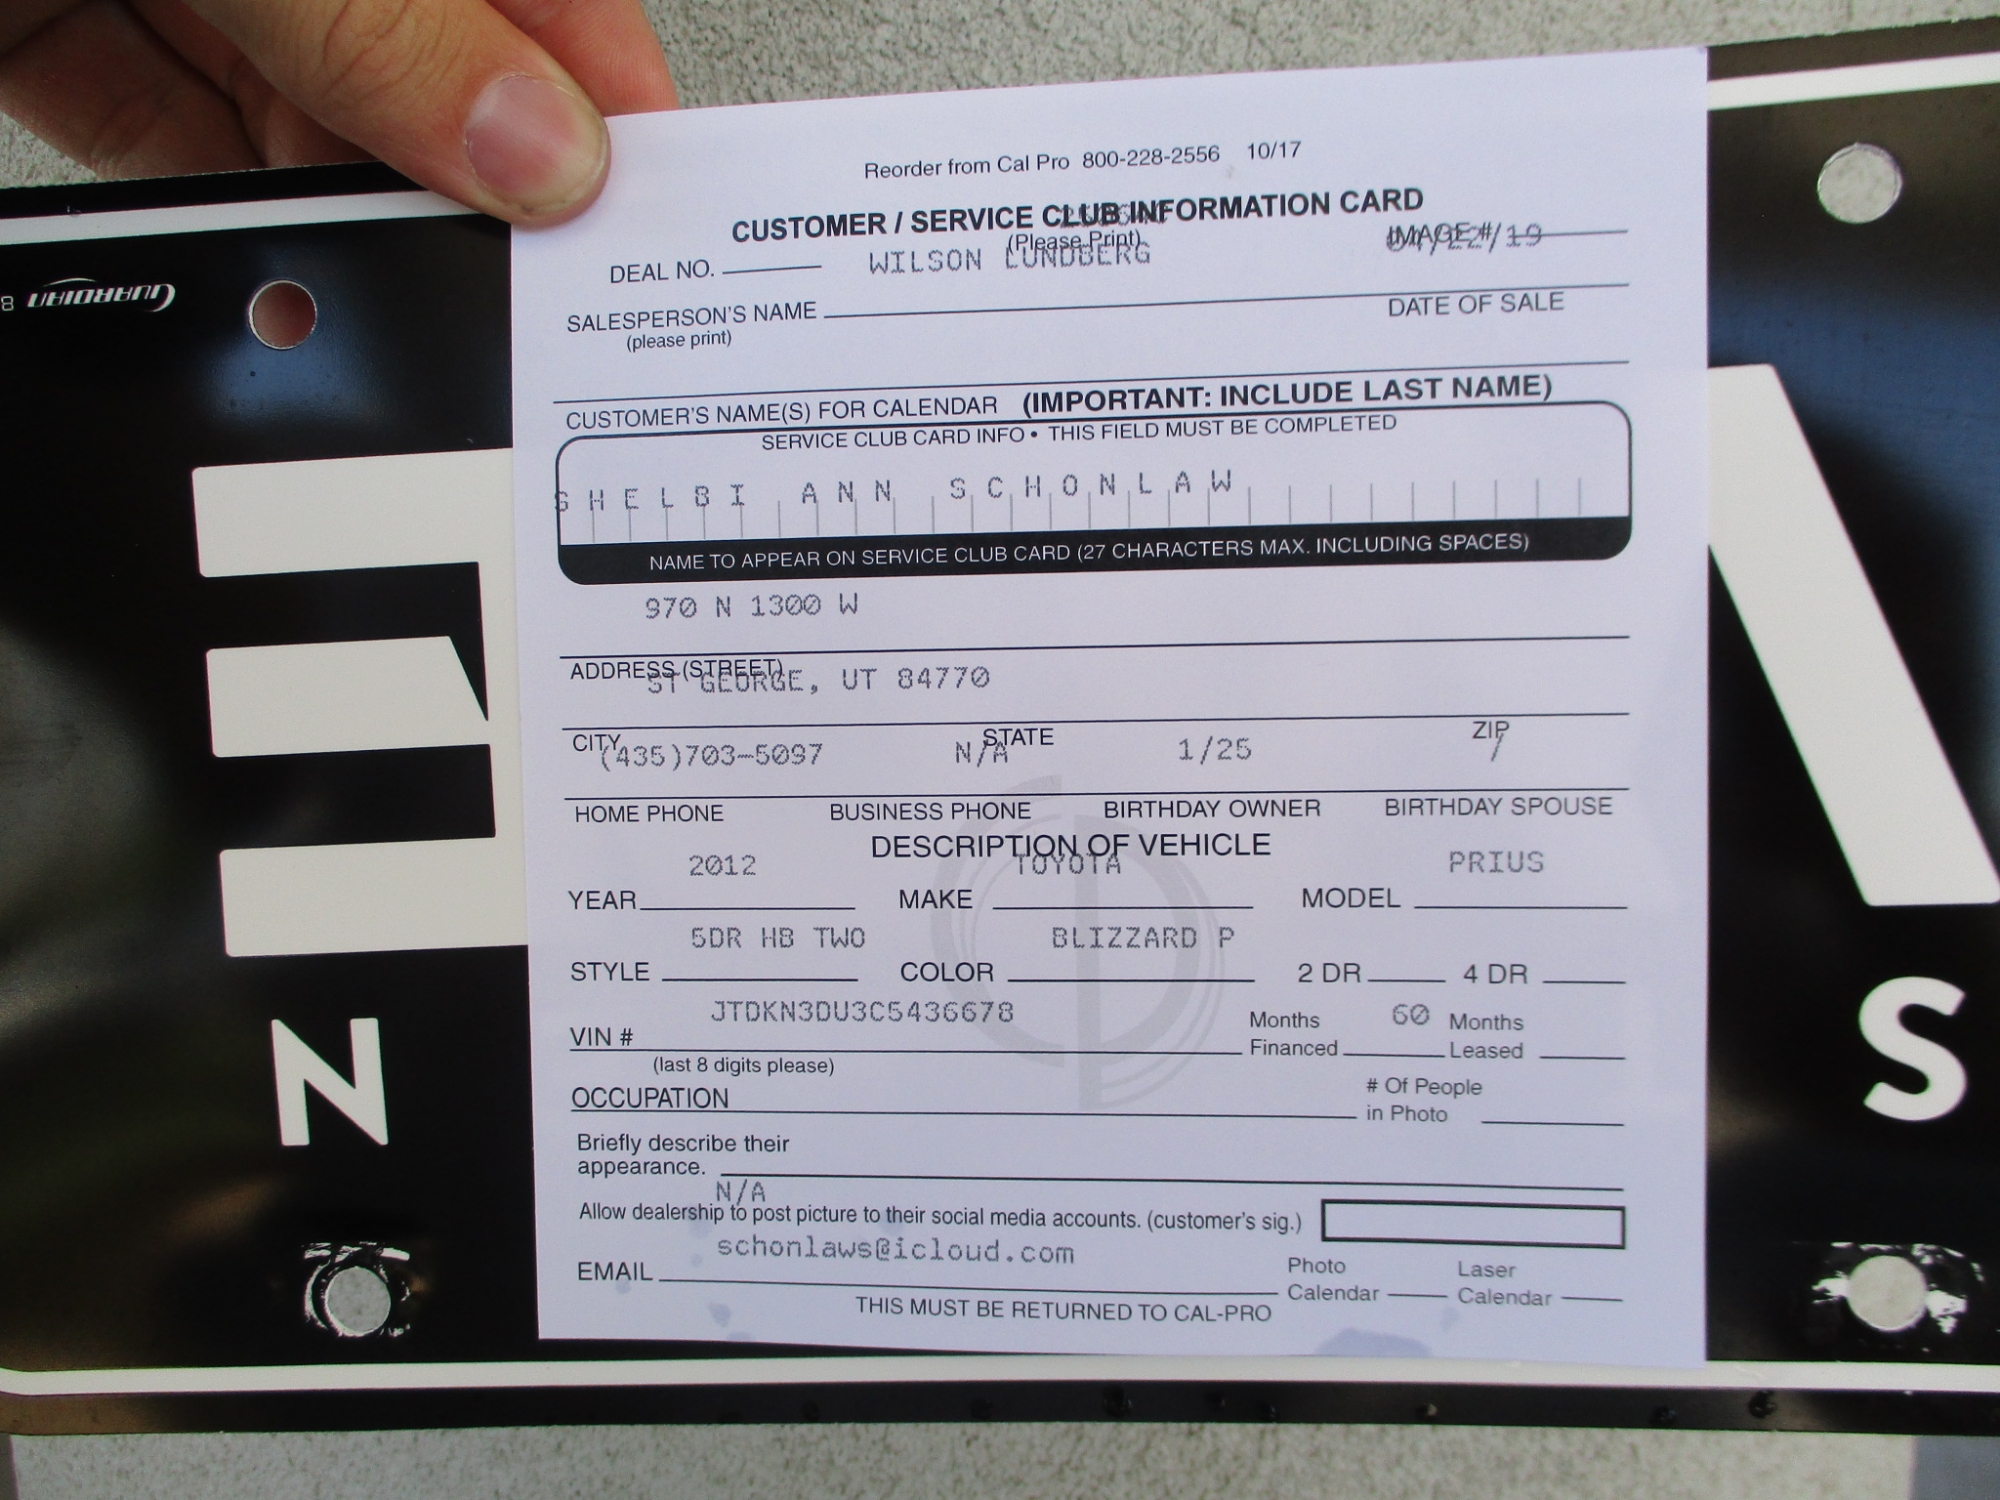 Reorder from Cal Pro 800-228-2556 10/17
CUSTOMER / SERVICE CLUB INFORMATION CARD
(Please Print)
IMAGE#
DEAL NO.
WILSON LUNDBERG
SALESPERSON'S NAME
(please print)
DATE OF SALE
CUSTOMER'S NAME(S) FOR CALENDAR (IMPORTANT: INCLUDE LAST NAME)
SERVICE CLUB CARD INFO • THIS FIELD MUST BE COMPLETED
SHELBI ANN SCHONLAW
NAME TO APPEAR ON SERVICE CLUB CARD (27 CHARACTERS MAX. INCLUDING SPACES)
970 N 1300 W
ADDRESS (STREET)
ST GEORGE, UT 84770
CITY STATE ZIP
(435)703-5097 N/A 1/25 /
HOME PHONE BUSINESS PHONE BIRTHDAY OWNER BIRTHDAY SPOUSE
DESCRIPTION OF VEHICLE
2012 TOYOTA PRIUS
YEAR MAKE MODEL
5DR HB TWO BLIZZARD P
STYLE COLOR 2 DR 4 DR
JTDKN3DU3C5436678
VIN #
Months Financed 60 Months Leased
(last 8 digits please)
OCCUPATION
# Of People in Photo
Briefly describe their
appearance.
N/A
Allow dealership to post picture to their social media accounts. (customer's sig.)
schonlaws@icloud.com
EMAIL
Photo Calendar Laser Calendar
THIS MUST BE RETURNED TO CAL-PRO
GUARDIAN 8
N
S